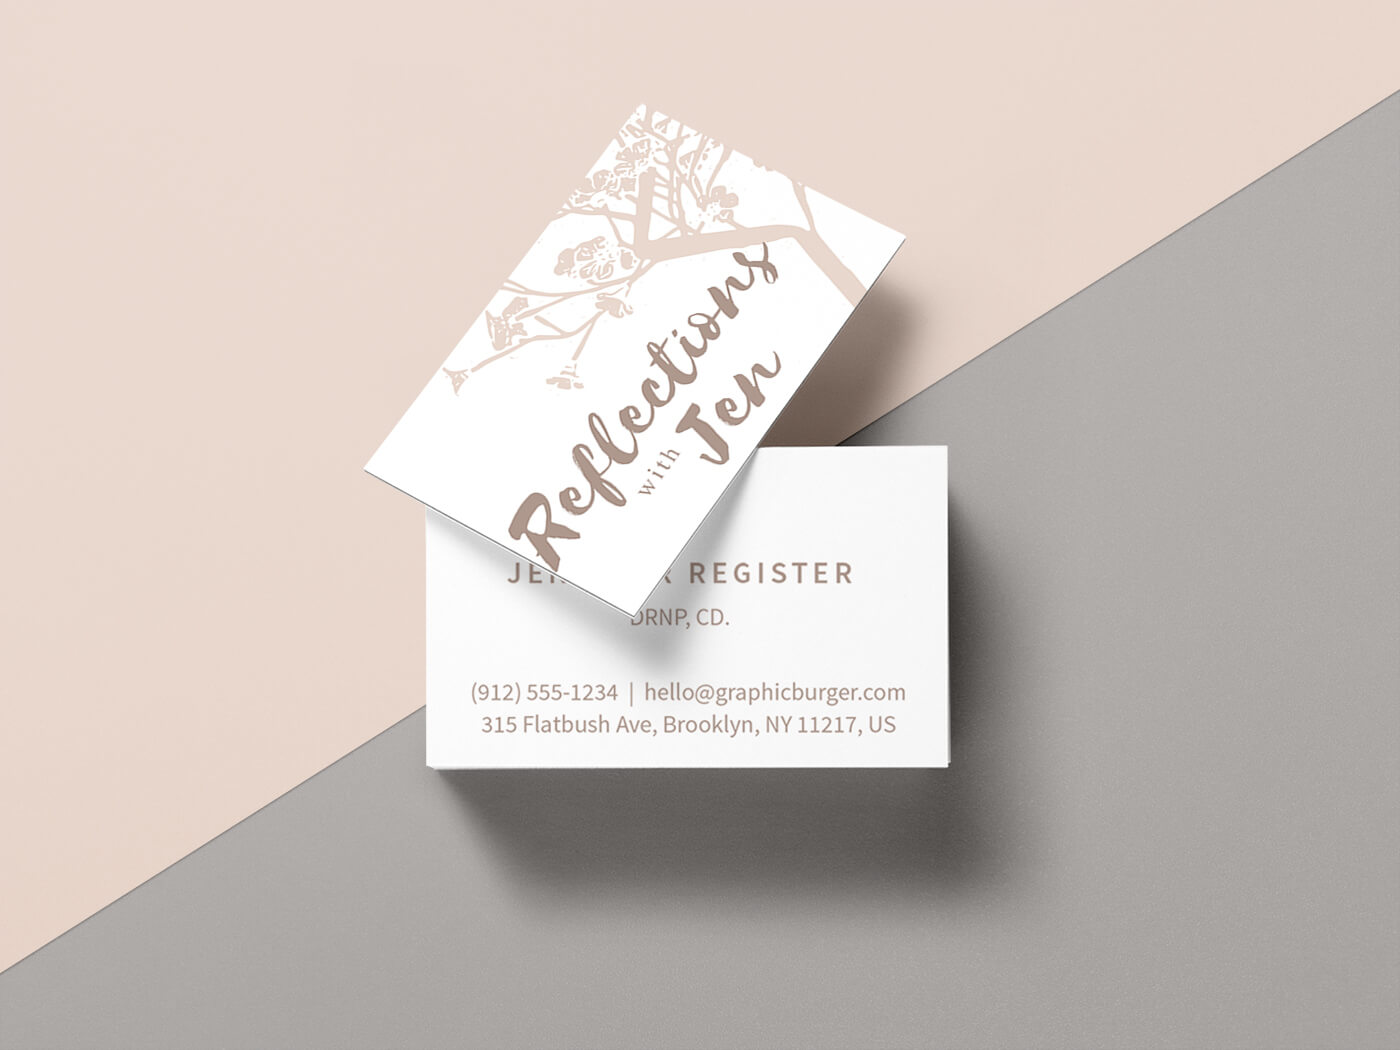 Reflections
with Jen
REGISTER
DRNP, CD.
(912) 555-1234 | hello@graphicburger.com
315 Flatbush Ave, Brooklyn, NY 11217, US